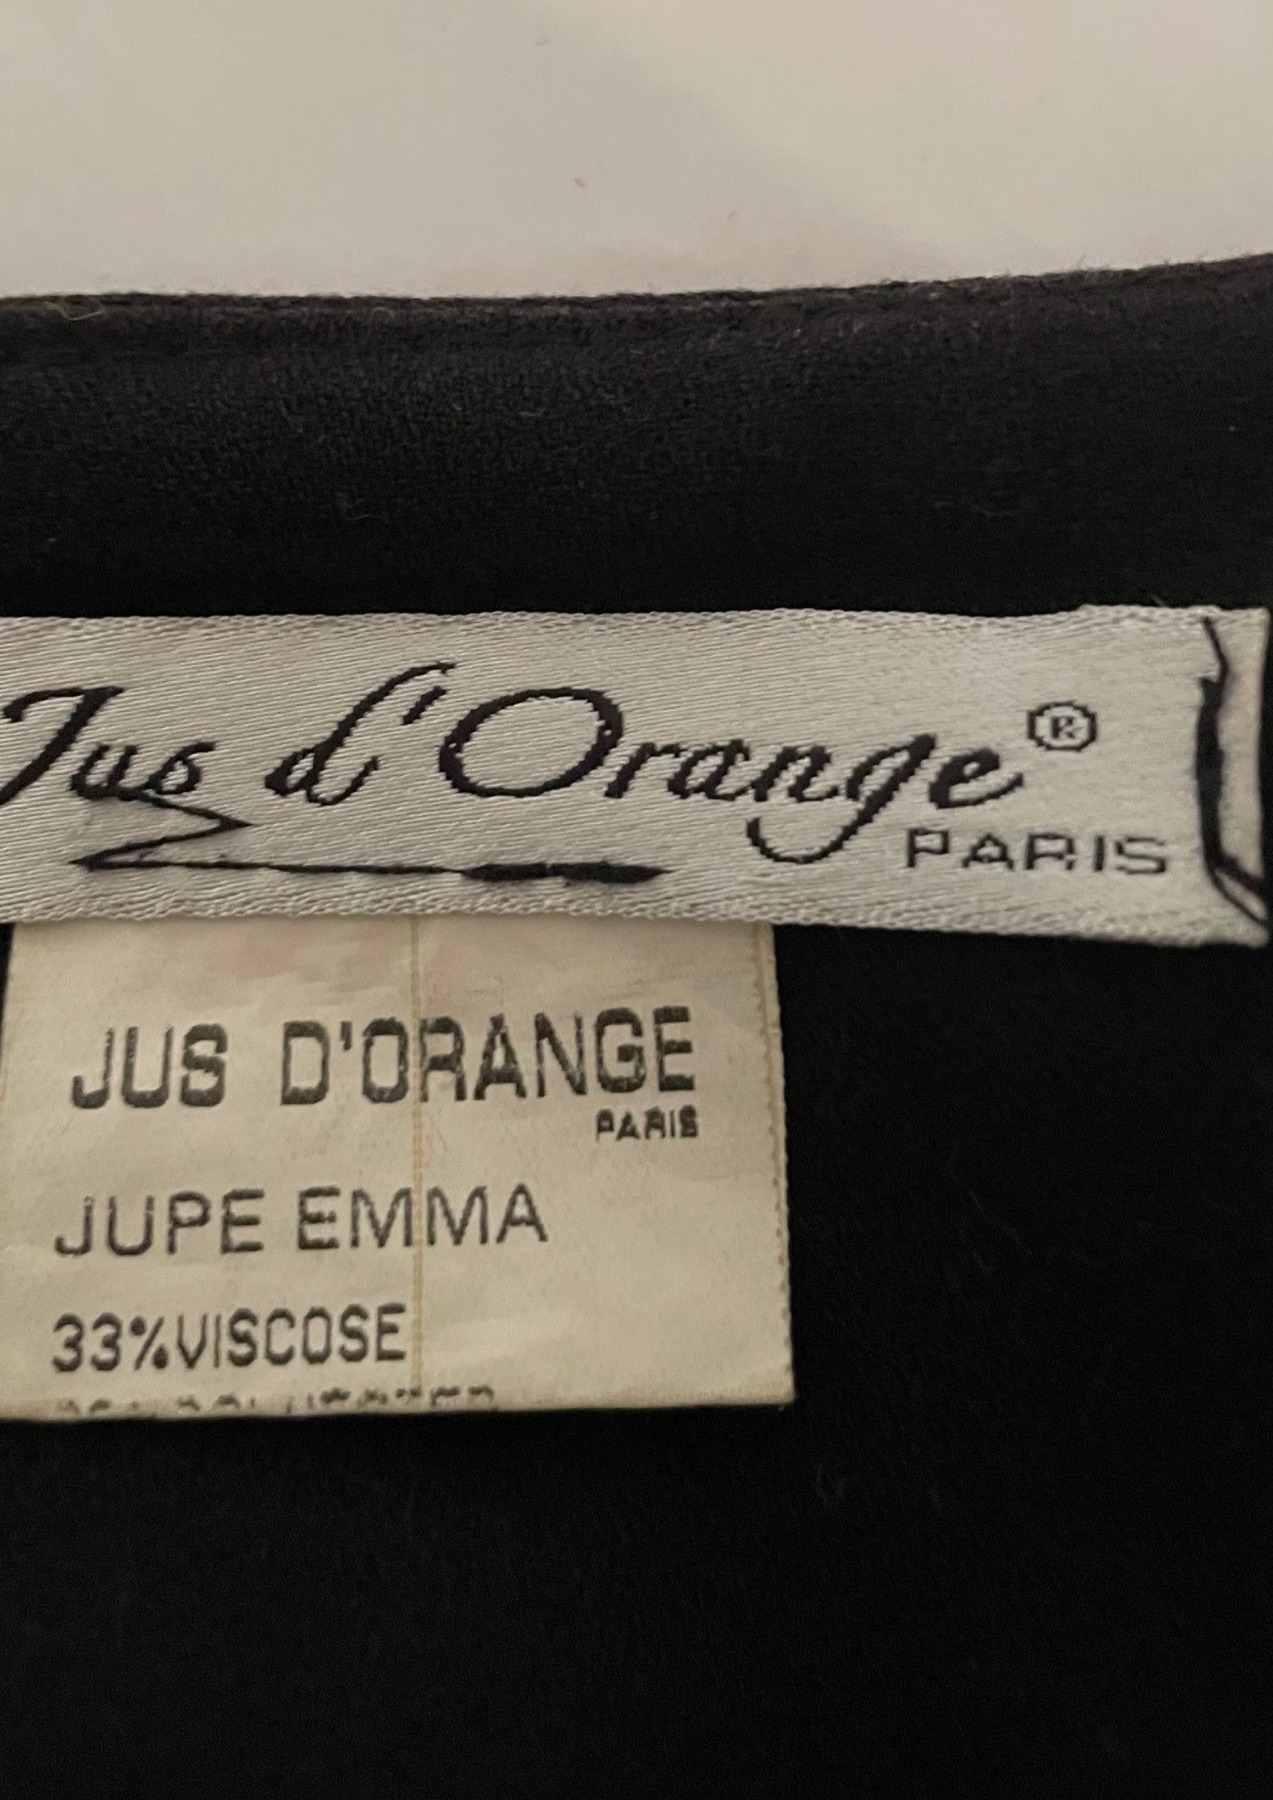 Jus d'Orange®
PARIS
JUS D'ORANGE
PARIS
JUPE EMMA
33%VISCOSE